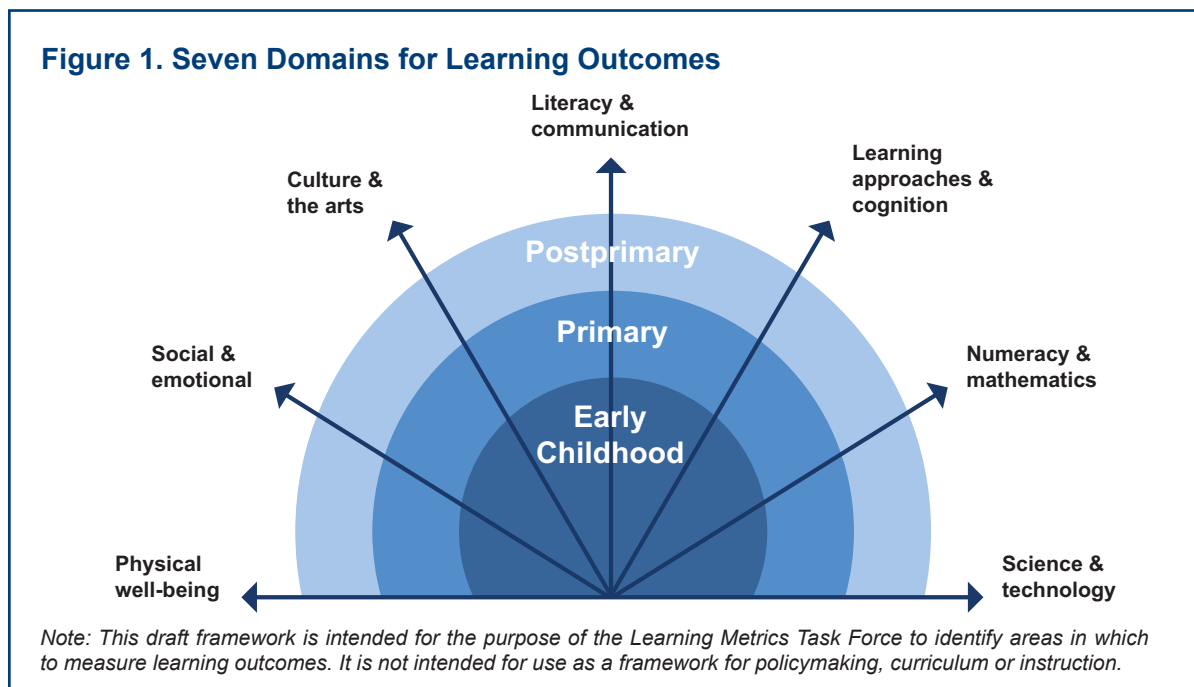 Figure 1. Seven Domains for Learning Outcomes
Literacy &
communication
Culture &
the arts
Learning
approaches &
cognition
Postprimary
Primary
Social &
emotional
Numeracy &
mathematics
Early
Childhood
Physical
well-being
Science &
technology
Note: This draft framework is intended for the purpose of the Learning Metrics Task Force to identify areas in which
to measure learning outcomes. It is not intended for use as a framework for policymaking, curriculum or instruction.